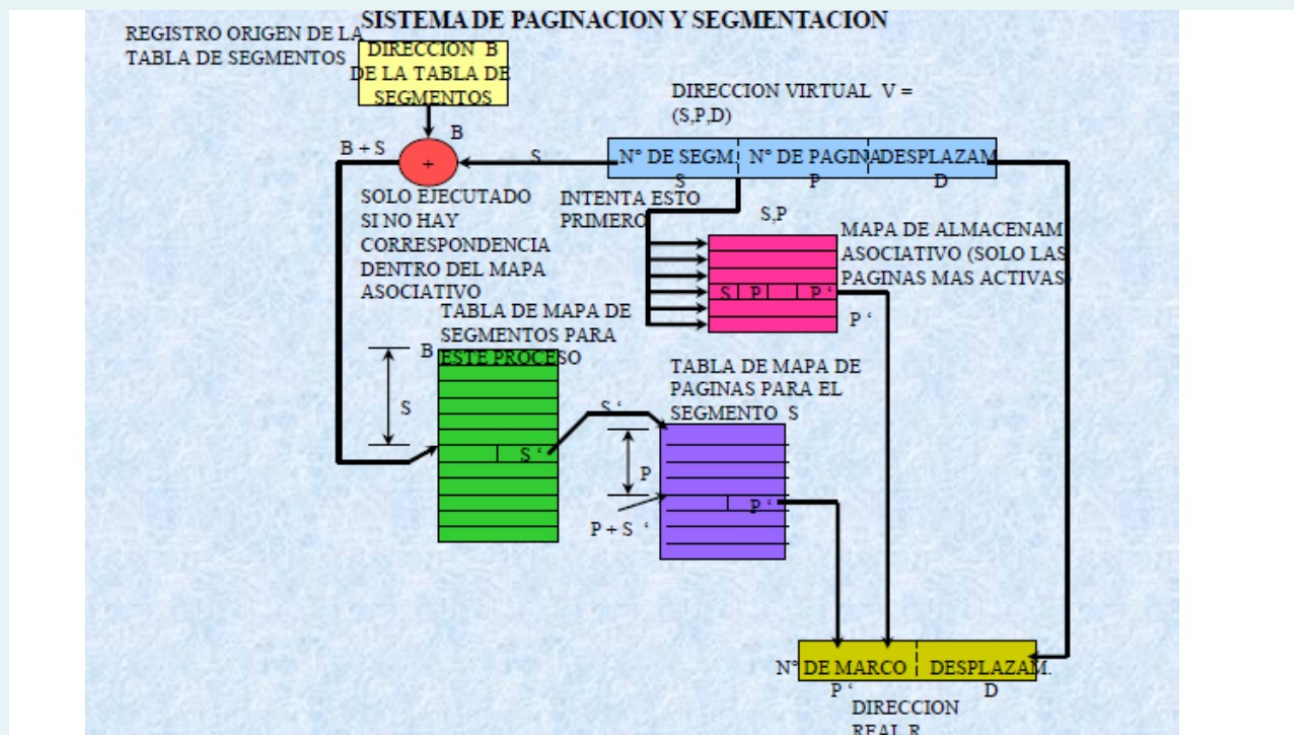 SISTEMA DE PAGINACION Y SEGMENTACION
REGISTRO ORIGEN DE LA
TABLA DE SEGMENTOS
DIRECCION B
DE LA TABLA DE
SEGMENTOS
DIRECCION VIRTUAL V =
(S,P,D)
B
B + S
+
S
N° DE SEGM.
S
N° DE PAGINA
P
DESPLAZAM
D
SOLO EJECUTADO
SI NO HAY
CORRESPONDENCIA
DENTRO DEL MAPA
ASOCIATIVO
INTENTA ESTO
PRIMERO
S,P
MAPA DE ALMACENAM
ASOCIATIVO (SOLO LAS
PAGINAS MAS ACTIVAS
S P P ‘
P ‘
TABLA DE MAPA DE
SEGMENTOS PARA
ESTE PROCESO
B
S
S ‘
S ‘
TABLA DE MAPA DE
PAGINAS PARA EL
SEGMENTO S
P
P ‘
P + S ‘
N° DE MARCO
P ‘
DESPLAZAM.
D
DIRECCION
REAL R